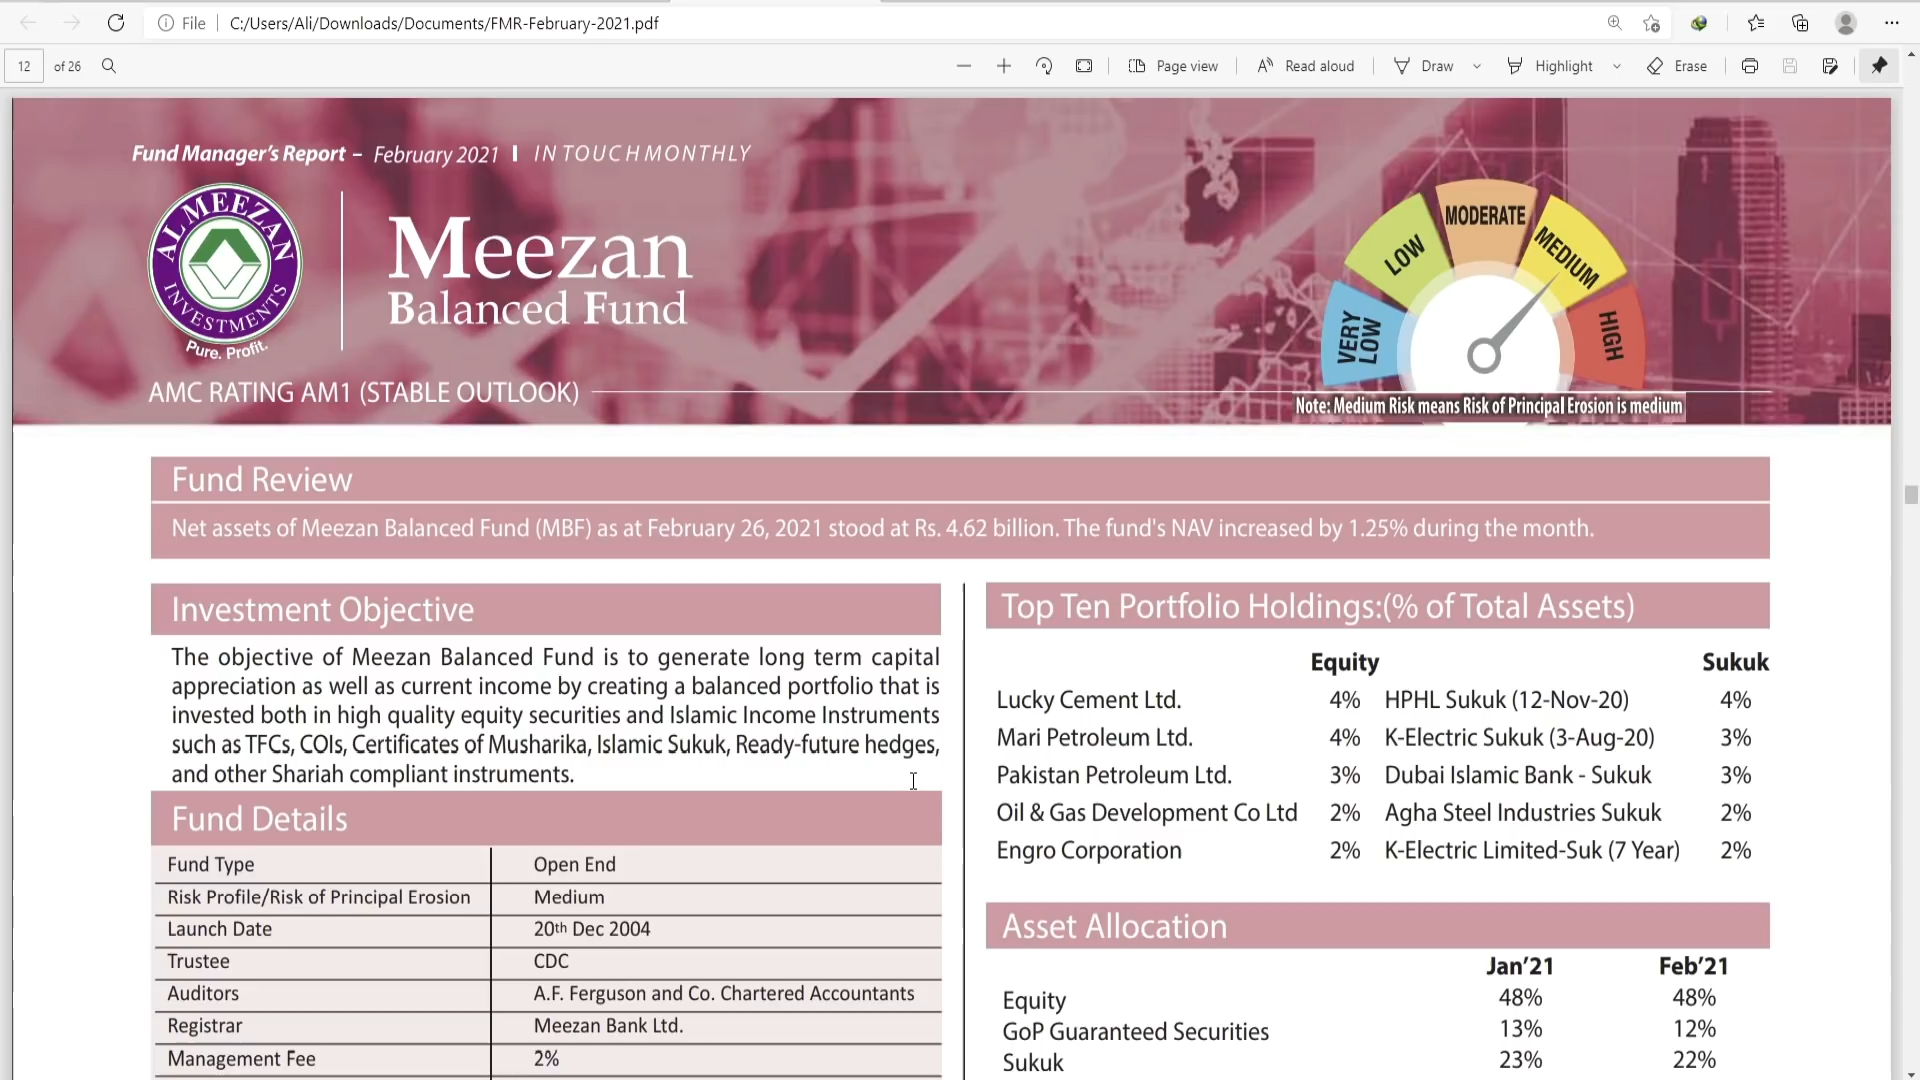 File
C:/Users/Ali/Downloads/Documents/FMR-February-2021.pdf
12 of 26
Page view
Read aloud
Draw
Highlight
Erase
Fund Manager's Report – February 2021 I IN TOUCH MONTHLY
AL MEEZAN
INVESTMENTS
Pure. Profit.
Meezan
Balanced Fund
AMC RATING AM1 (STABLE OUTLOOK)
VERY LOW
LOW
MODERATE
MEDIUM
HIGH
Note: Medium Risk means Risk of Principal Erosion is medium
Fund Review
Net assets of Meezan Balanced Fund (MBF) as at February 26, 2021 stood at Rs. 4.62 billion. The fund's NAV increased by 1.25% during the month.
Investment Objective
The objective of Meezan Balanced Fund is to generate long term capital
appreciation as well as current income by creating a balanced portfolio that is
invested both in high quality equity securities and Islamic Income Instruments
such as TFCs, COIs, Certificates of Musharika, Islamic Sukuk, Ready-future hedges,
and other Shariah compliant instruments.
Fund Details
Fund Type Open End
Risk Profile/Risk of Principal Erosion Medium
Launch Date 20th Dec 2004
Trustee CDC
Auditors A.F. Ferguson and Co. Chartered Accountants
Registrar Meezan Bank Ltd.
Management Fee 2%
Top Ten Portfolio Holdings:(% of Total Assets)
Equity Sukuk
Lucky Cement Ltd. 4% HPHL Sukuk (12-Nov-20) 4%
Mari Petroleum Ltd. 4% K-Electric Sukuk (3-Aug-20) 3%
Pakistan Petroleum Ltd. 3% Dubai Islamic Bank - Sukuk 3%
Oil & Gas Development Co Ltd 2% Agha Steel Industries Sukuk 2%
Engro Corporation 2% K-Electric Limited-Suk (7 Year) 2%
Asset Allocation
Jan’21 Feb’21
Equity 48% 48%
GoP Guaranteed Securities 13% 12%
Sukuk 23% 22%